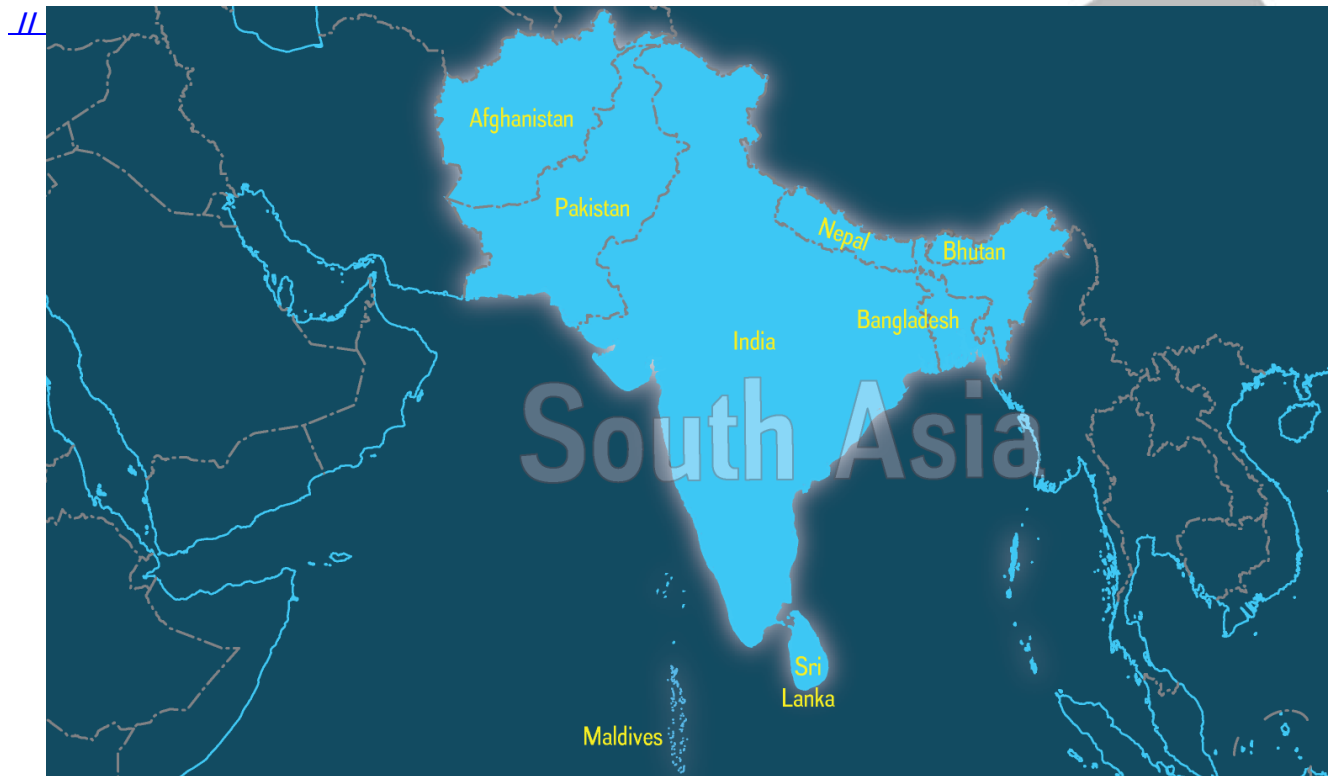 //
Afghanistan
Pakistan
Nepal
Bhutan
Bangladesh
India
South Asia
Sri
Lanka
Maldives